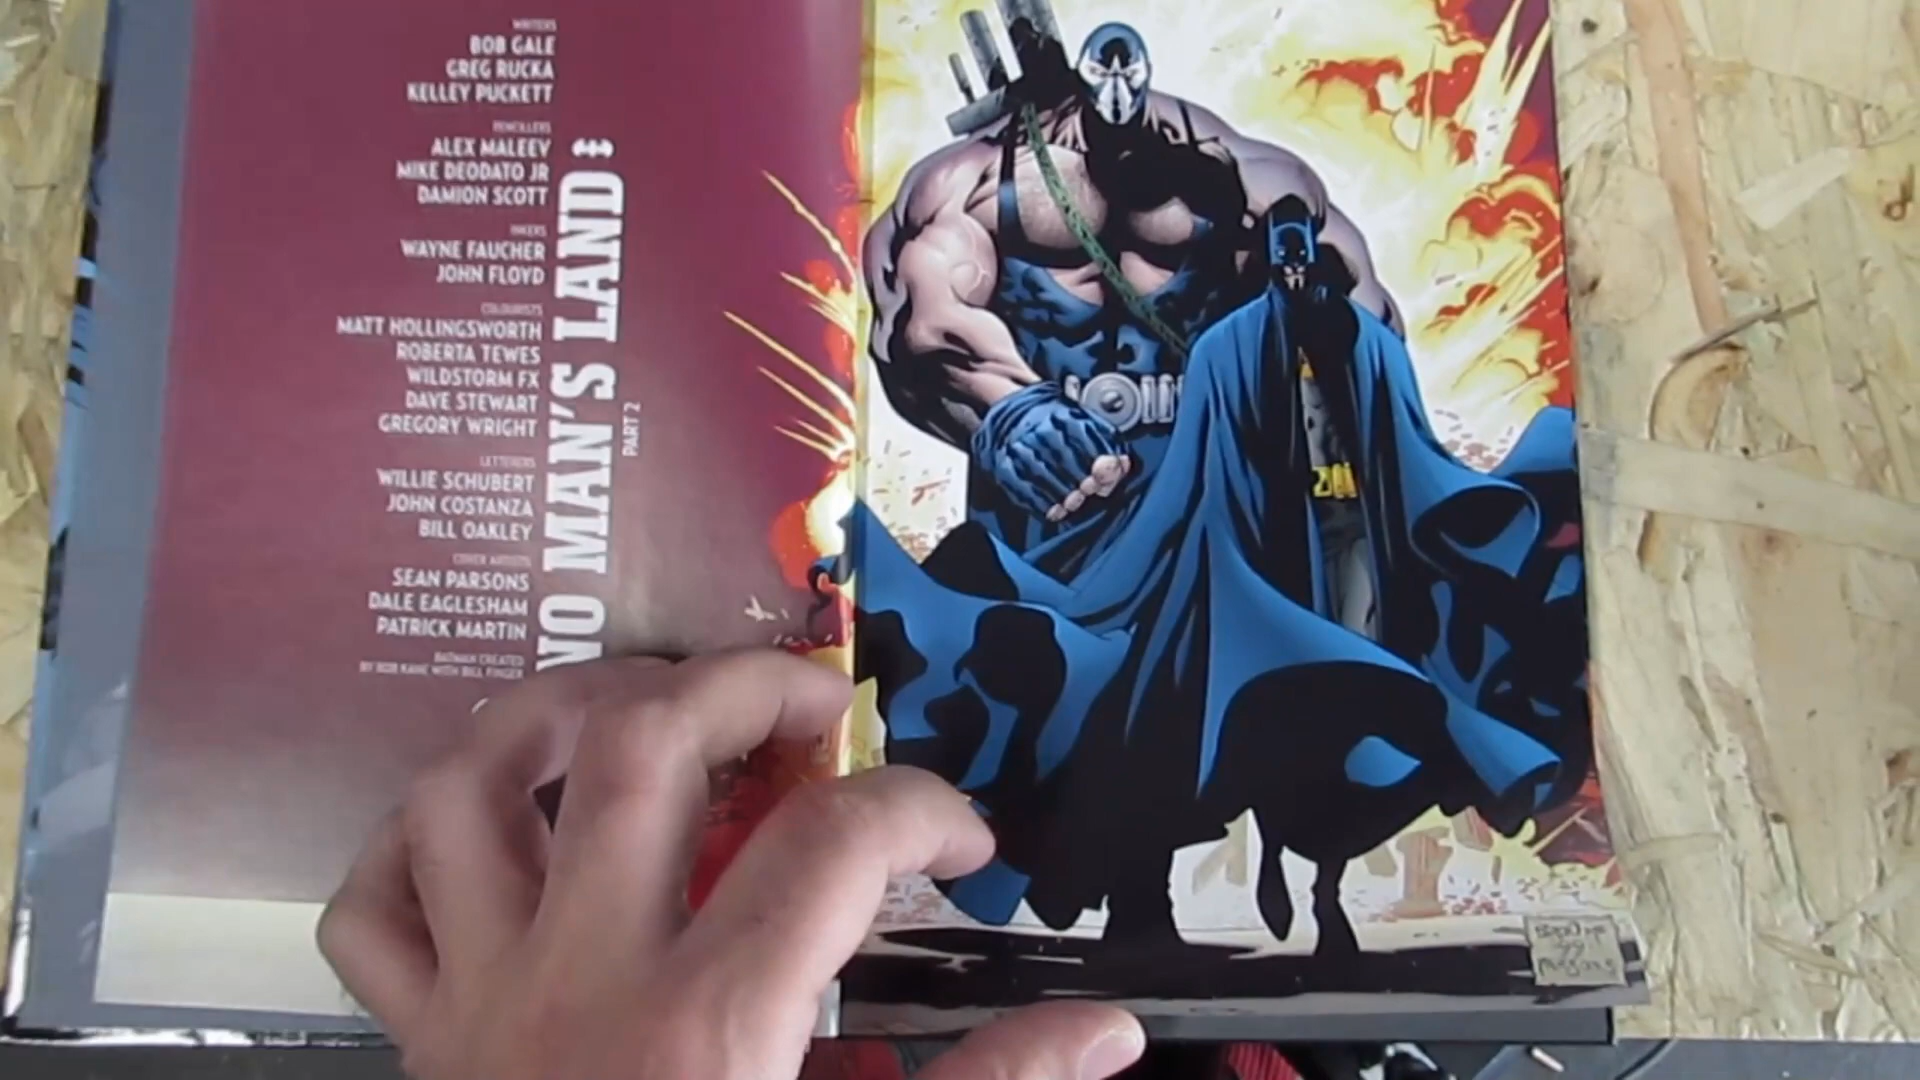 WRITERS
BOB GALE
GREG RUCKA
KELLEY PUCKETT
PENCILLERS
ALEX MALEEV
MIKE DEODATO JR
DAMION SCOTT
INKERS
WAYNE FAUCHER
JOHN FLOYD
COLOURISTS
MATT HOLLINGSWORTH
ROBERTA TEWES
WILDSTORM FX
DAVE STEWART
GREGORY WRIGHT
LETTERERS
WILLIE SCHUBERT
JOHN COSTANZA
BILL OAKLEY
COVER ARTISTS
SEAN PARSONS
DALE EAGLESHAM
PATRICK MARTIN
BATMAN CREATED
BY BOB KANE WITH BILL FINGER
NO MAN'S LAND
PART 2